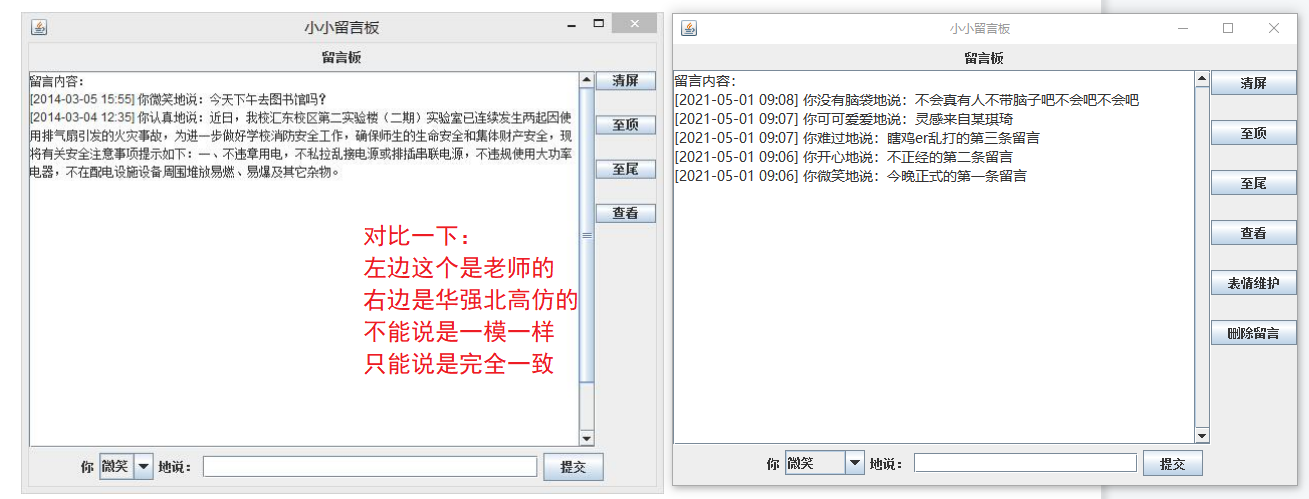 小小留言板
留言板
留言内容：
[2014-03-05 15:55] 你微笑地说：今天下午去图书馆吗？
[2014-03-04 12:35] 你认真地说：近日，我校汇东校区第二实验楼（二期）实验室已连续发生两起因使
用排气扇引发的火灾事故，为进一步做好学校消防安全工作，确保师生的生命安全和集体财产安全，现
将有关安全注意事项提示如下：一、不违章用电，不私拉乱接电源或排插串联电源，不违规使用大功率
电器，不在配电设施设备周围堆放易燃、易爆及其它杂物。
清屏
至顶
至尾
查看
对比一下：
左边这个是老师的
右边是华强北高仿的
不能说是一模一样
只能说是完全一致
你 微笑 地说： 提交
小小留言板
留言板
留言内容：
[2021-05-01 09:08] 你没有脑袋地说：不会真有人不带脑子吧不会吧不会吧
[2021-05-01 09:07] 你可可爱爱地说：灵感来自某琪琦
[2021-05-01 09:07] 你难过地说：瞎鸡er乱打的第三条留言
[2021-05-01 09:06] 你开心地说：不正经的第二条留言
[2021-05-01 09:06] 你微笑地说：今晚正式的第一条留言
清屏
至顶
至尾
查看
表情维护
删除留言
你 微笑 地说： 提交